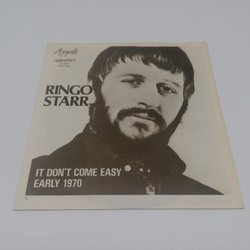 Apple
RINGO
STARR
IT DON'T COME EASY
EARLY 1970